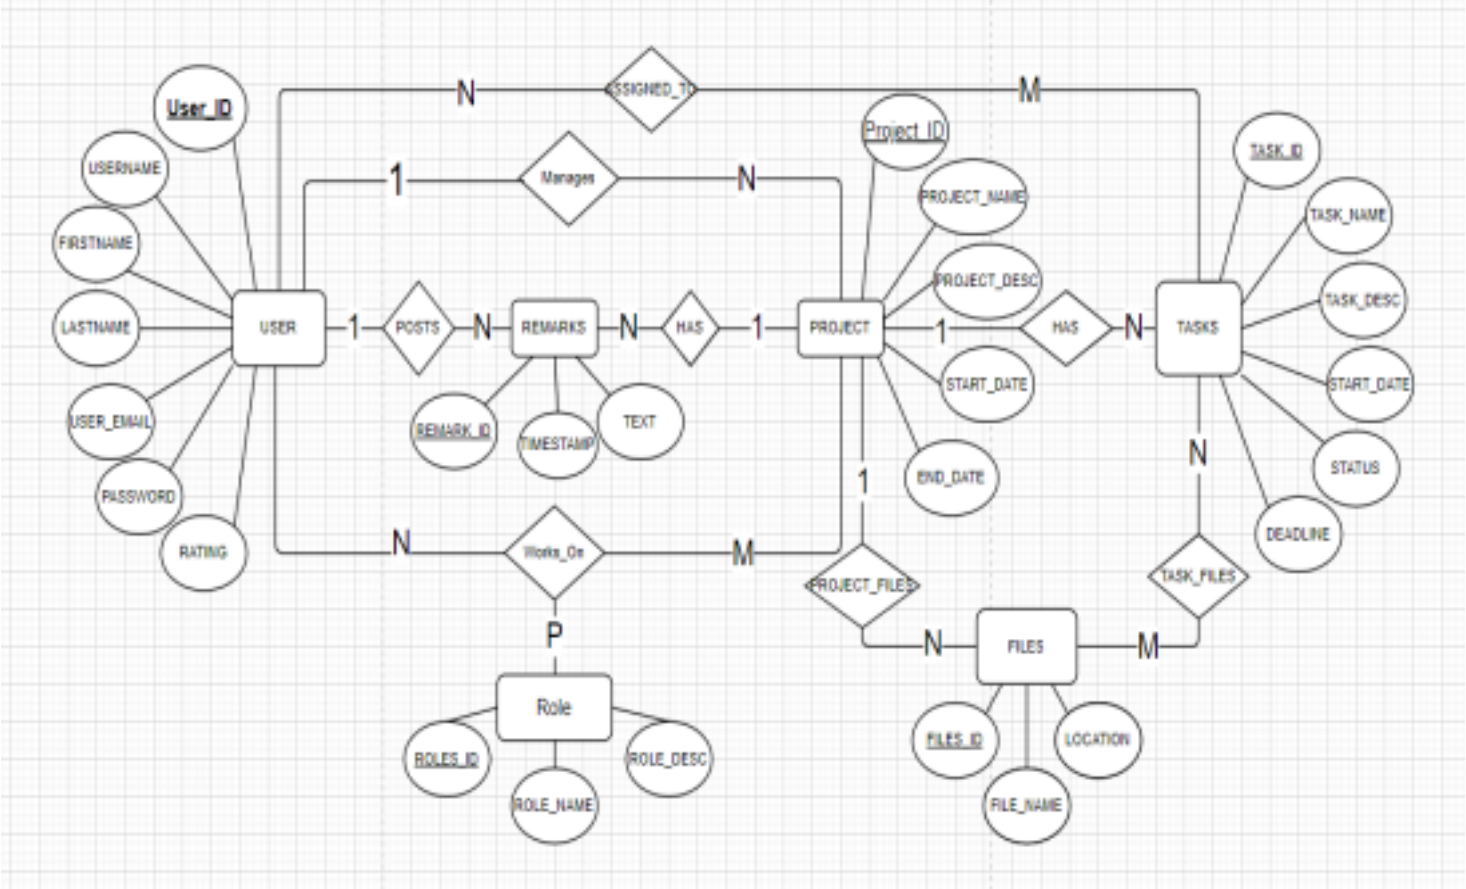 N
ASSIGNED_TO
M
User_ID
Project_ID
TASK_ID
USERNAME
1
Manages
N
PROJECT_NAME
TASK_NAME
FIRSTNAME
PROJECT_DESC
TASK_DESC
LASTNAME
USER
1
POSTS
N
REMARKS
N
HAS
1
PROJECT
1
HAS
N
TASKS
START_DATE
START_DATE
USER_EMAIL
REMARK_ID
TIMESTAMP
TEXT
PASSWORD
END_DATE
STATUS
1
N
RATING
N
Works_On
M
DEADLINE
PROJECT_FILES
TASK_FILES
P
N
FILES
M
Role
ROLES_ID
ROLE_NAME
ROLE_DESC
FILES_ID
LOCATION
FILE_NAME